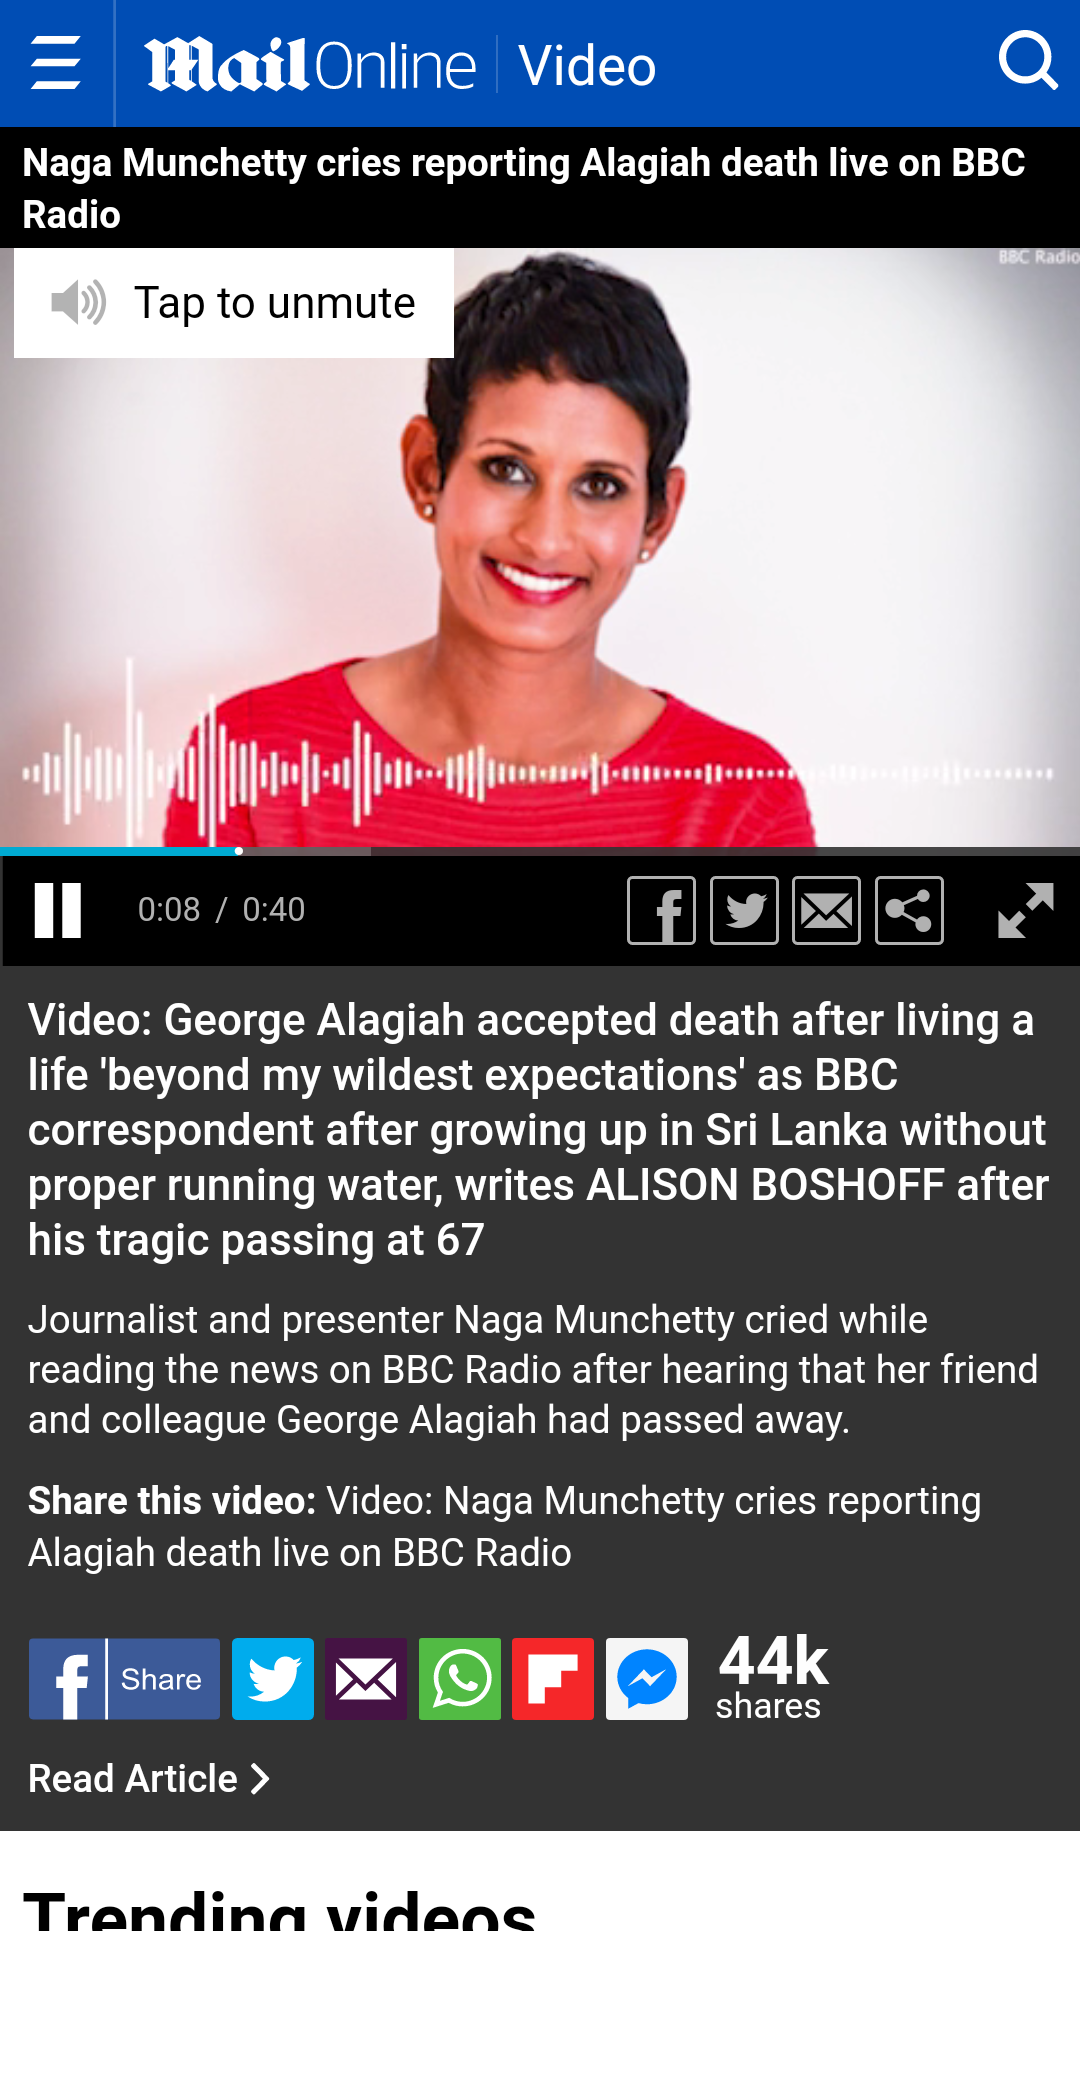 Mail Online Video
Naga Munchetty cries reporting Alagiah death live on BBC
Radio
BBC Radio
Tap to unmute
0:08 / 0:40
Video: George Alagiah accepted death after living a
life 'beyond my wildest expectations' as BBC
correspondent after growing up in Sri Lanka without
proper running water, writes ALISON BOSHOFF after
his tragic passing at 67
Journalist and presenter Naga Munchetty cried while
reading the news on BBC Radio after hearing that her friend
and colleague George Alagiah had passed away.
Share this video: Video: Naga Munchetty cries reporting
Alagiah death live on BBC Radio
Share
44k
shares
Read Article
Trending videos